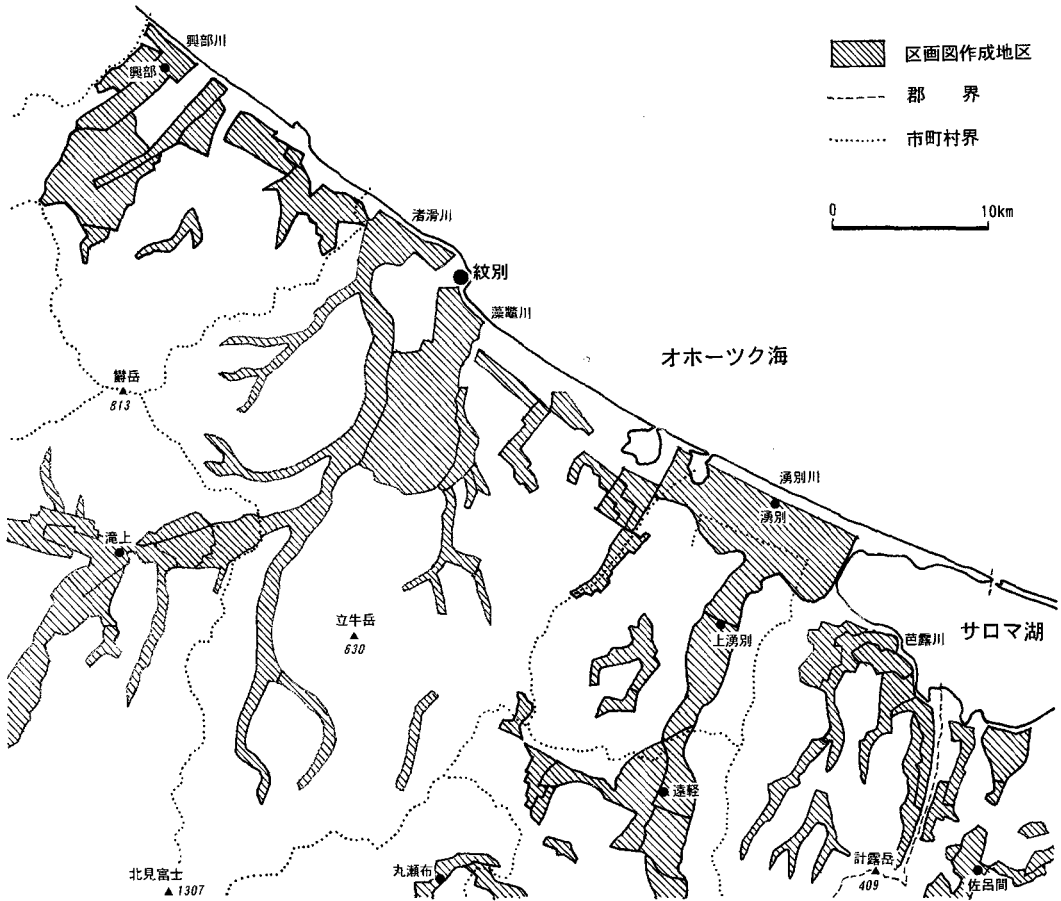 興部川
興部
区画図作成地区
郡 界
市町村界
0 10km
渚滑川
紋別
藻鼈川
オホーツク海
欝岳
813
湧別川
湧別
滝上
立牛岳
630
上湧別
芭露川
サロマ湖
遠軽
北見富士
1307
丸瀬布
計露岳
409
佐呂間